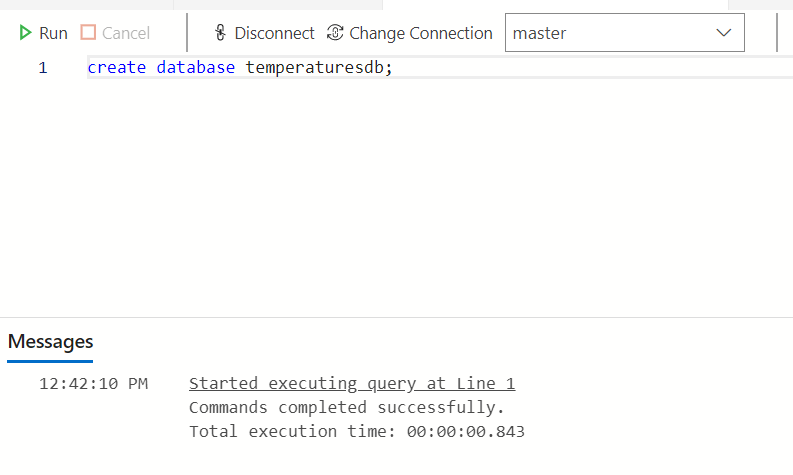 Run Cancel Disconnect Change Connection master
1 create database temperaturesdb;
Messages
12:42:10 PM Started executing query at Line 1
Commands completed successfully.
Total execution time: 00:00:00.843